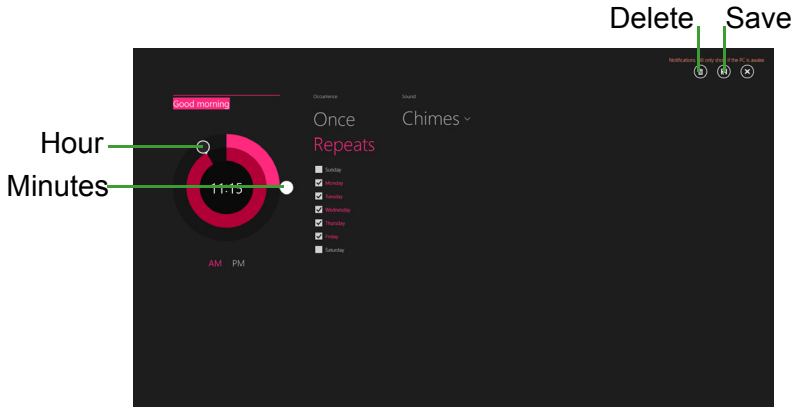 Delete Save
Notifications will only show if the PC is awake.
Good morning
Occurrence
Sound
Once
Chimes
Repeats
Hour
Minutes
11:15
Sunday
Monday
Tuesday
Wednesday
Thursday
Friday
Saturday
AM PM